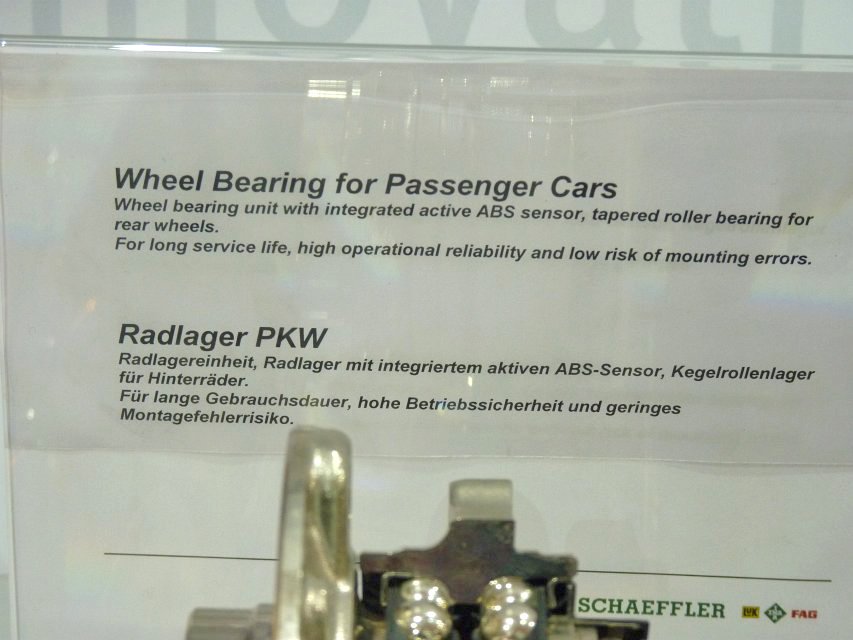 Wheel Bearing for Passenger Cars
Wheel bearing unit with integrated active ABS sensor, tapered roller bearing for
rear wheels.
For long service life, high operational reliability and low risk of mounting errors.
Radlager PKW
Radlagereinheit, Radlager mit integriertem aktiven ABS-Sensor, Kegelrollenlager
für Hinterräder.
Für lange Gebrauchsdauer, hohe Betriebssicherheit und geringes
Montagefehlerrisiko.
SCHAEFFLER LuK INA FAG